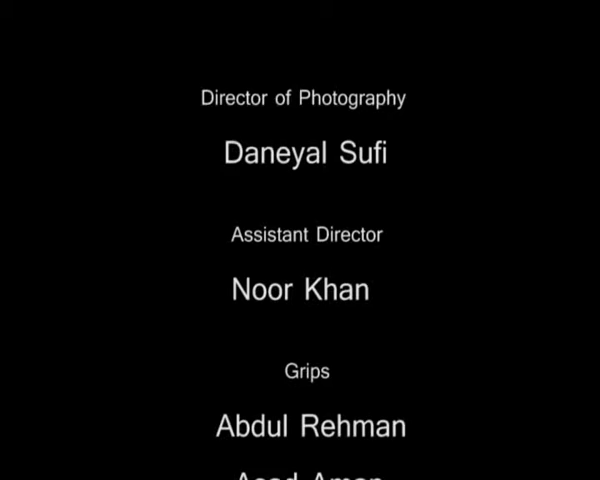 Director of Photography
Daneyal Sufi
Assistant Director
Noor Khan
Grips
Abdul Rehman